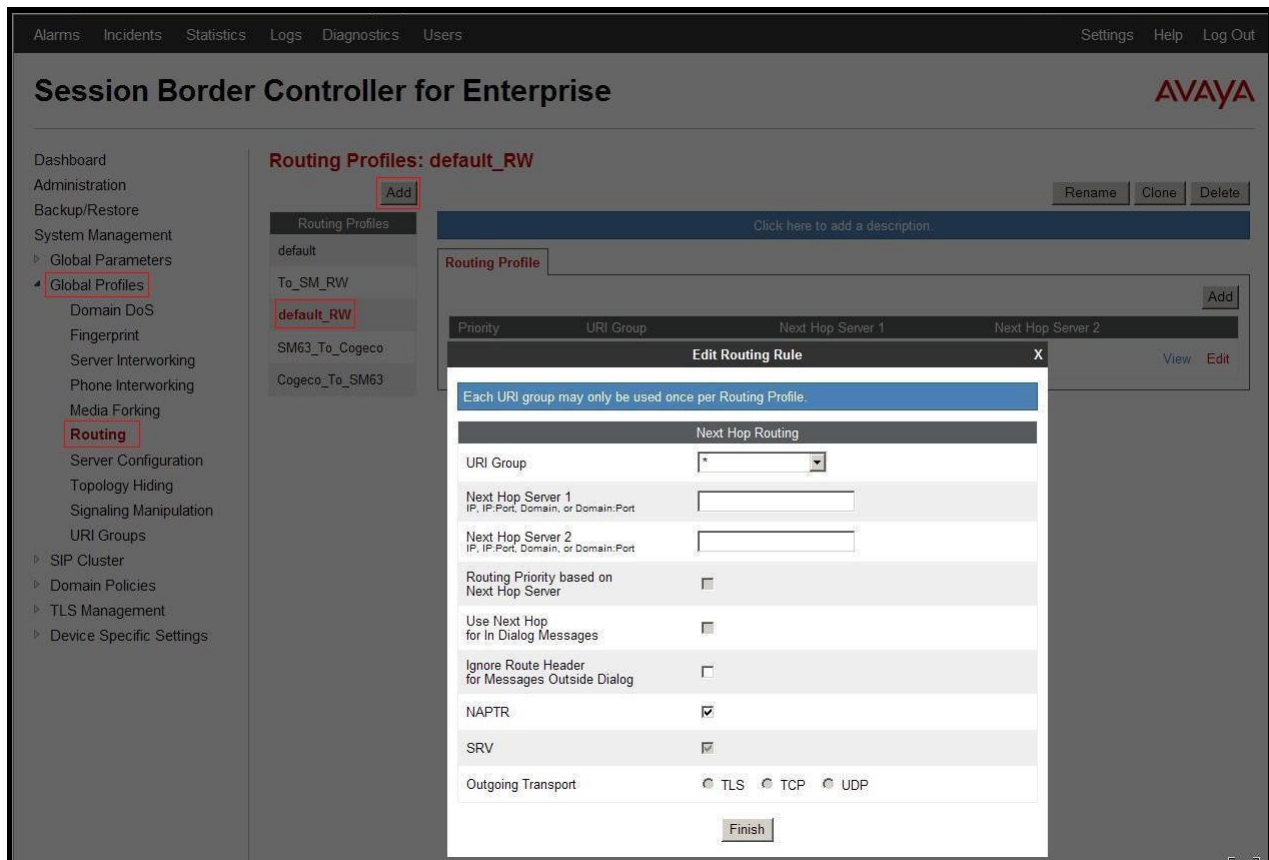 Alarms Incidents Statistics Logs Diagnostics Users Settings Help Log Out
Session Border Controller for Enterprise
AVAYA
Dashboard
Administration
Backup/Restore
System Management
Global Parameters
Global Profiles
Domain DoS
Fingerprint
Server Interworking
Phone Interworking
Media Forking
Routing
Server Configuration
Topology Hiding
Signaling Manipulation
URI Groups
SIP Cluster
Domain Policies
TLS Management
Device Specific Settings
Routing Profiles: default_RW
Add
Rename Clone Delete
Routing Profiles
default
To_SM_RW
default_RW
SM63_To_Cogeco
Cogeco_To_SM63
Click here to add a description.
Routing Profile
Add
Priority URI Group Next Hop Server 1 Next Hop Server 2
View Edit
Edit Routing Rule X
Each URI group may only be used once per Routing Profile.
Next Hop Routing
URI Group *
Next Hop Server 1
IP, IP:Port, Domain, or Domain:Port
Next Hop Server 2
IP, IP:Port, Domain, or Domain:Port
Routing Priority based on
Next Hop Server
Use Next Hop
for In Dialog Messages
Ignore Route Header
for Messages Outside Dialog
NAPTR
SRV
Outgoing Transport TLS TCP UDP
Finish